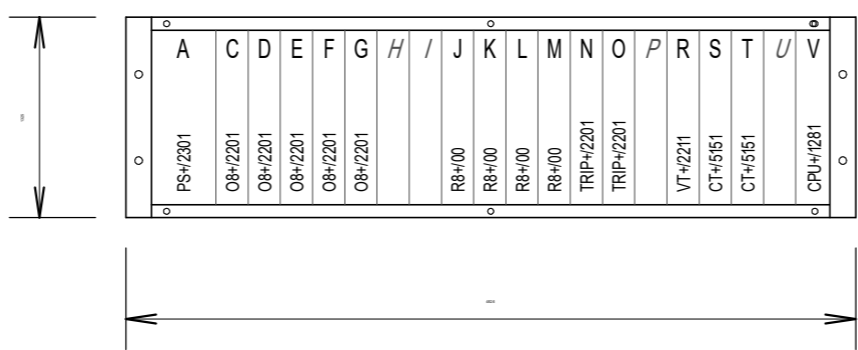 A C D E F G H I J K L M N O P R S T U V
PS+/2301
O8+/2201
O8+/2201
O8+/2201
O8+/2201
O8+/2201
R8+/00
R8+/00
R8+/00
R8+/00
TRIP+/2201
TRIP+/2201
VT+/2211
CT+/5151
CT+/5151
CPU+/1281